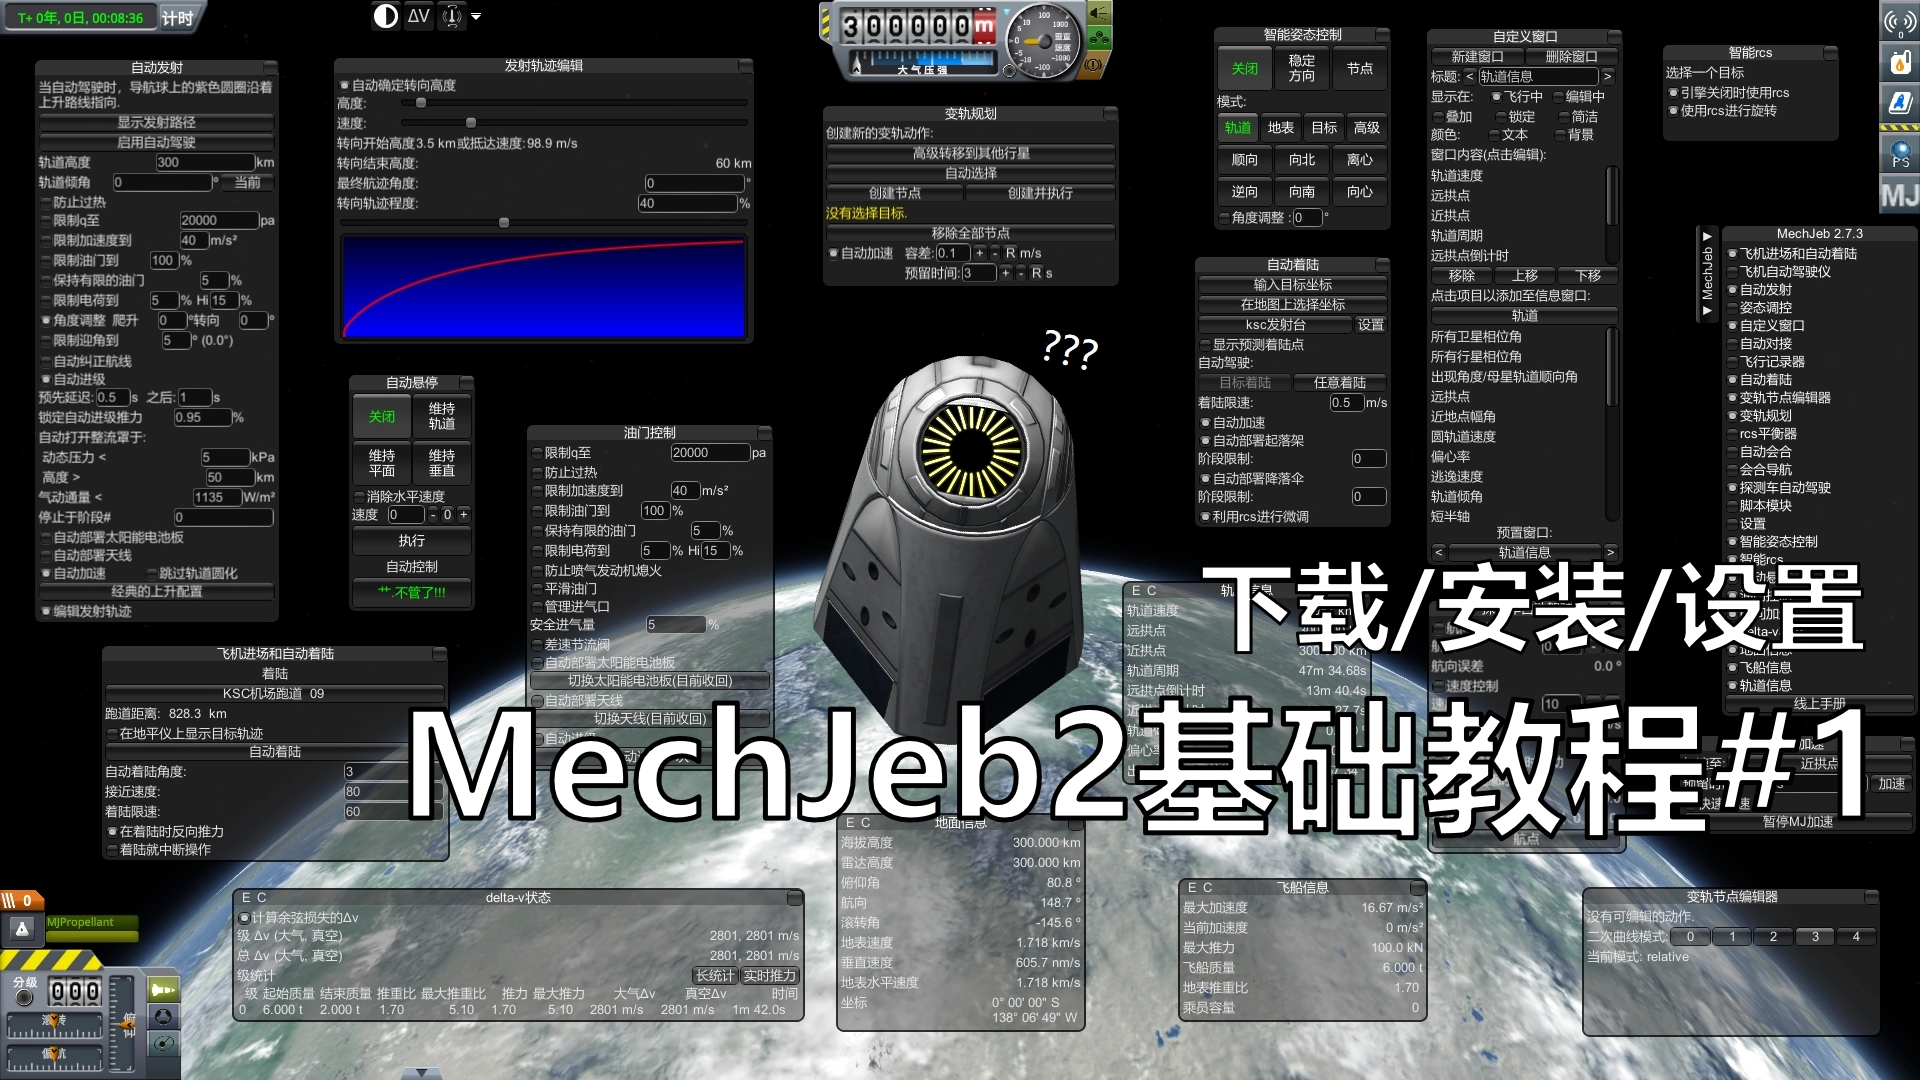 T+ 0年, 0日, 00:08:36 计时
ΔV
300000m
大气压强
垂直速度
自动发射
当自动驾驶时，导航球上的紫色圆圈沿着
上升路线指向.
显示发射路径
启用自动驾驶
轨道高度 300 km
轨道倾角 0 ° 当前
防止过热
限制q至 20000 pa
限制加速度到 40 m/s²
限制油门到 100 %
保持有限的油门 5 %
限制电荷到 5 % Hi 15 %
角度调整 爬升 0 °转向 0 °
限制迎角到 5 ° (0.0°)
自动纠正航线
自动进级
预先延迟: 0.5 s 之后: 1 s
锁定自动进级推力 0.95 %
自动打开整流罩于:
动态压力 < 5 kPa
高度 > 50 km
气动通量 < 1135 W/m²
停止于阶段# 0
自动部署太阳能电池板
自动部署天线
自动加速 跳过轨道圆化
经典的上升配置
编辑发射轨迹
发射轨迹编辑
自动确定转向高度
高度:
速度:
转向开始高度3.5 km或抵达速度: 98.9 m/s
转向结束高度: 60 km
最终航迹角度: 0 °
转向轨迹程度: 40 %
变轨规划
创建新的变轨动作:
高级转移到其他行星
自动选择
创建节点 创建并执行
没有选择目标.
移除全部节点
自动加速 容差: 0.1 + - R m/s
预留时间: 3 + - R s
智能姿态控制
关闭 稳定方向 节点
模式:
轨道 地表 目标 高级
顺向 向北 离心
逆向 向南 向心
角度调整 : 0 °
自定义窗口
新建窗口 删除窗口
标题: < 轨道信息 >
显示在: 飞行中 编辑中
叠加 锁定 简洁
颜色: 文本 背景
窗口内容(点击编辑):
轨道速度
远拱点
近拱点
轨道周期
远拱点倒计时
移除 上移 下移
点击项目以添加至信息窗口:
轨道
所有卫星相位角
所有行星相位角
出现角度/母星轨道顺向角
远拱点
近地点幅角
圆轨道速度
偏心率
逃逸速度
轨道倾角
短半轴
预置窗口:
< 轨道信息 >
智能rcs
选择一个目标
引擎关闭时使用rcs
使用rcs进行旋转
MJ
MechJeb
MechJeb 2.7.3
飞机进场和自动着陆
飞机自动驾驶仪
自动发射
姿态调控
自定义窗口
自动对接
飞行记录器
自动着陆
变轨节点编辑器
变轨规划
rcs平衡器
自动会合
会合导航
探测车自动驾驶
脚本模块
设置
智能姿态控制
智能rcs
飞船信息
轨道信息
线上手册
自动着陆
输入目标坐标
在地图上选择坐标
ksc发射台 设置
显示预测着陆点
自动驾驶:
目标着陆 任意着陆
着陆限速: 0.5 m/s
自动加速
自动部署起落架
阶段限制: 0
自动部署降落伞
阶段限制: 0
利用rcs进行微调
自动悬停
关闭 维持轨道
维持平面 维持垂直
消除水平速度
速度 0 - 0 +
执行
自动控制
艹.不管了!!!
油门控制
限制q至 20000 pa
防止过热
限制加速度到 40 m/s²
限制油门到 100 %
保持有限的油门 5 %
限制电荷到 5 % Hi 15 %
防止喷气发动机熄火
平滑油门
管理进气口
安全进气量 5 %
差速节流阀
自动部署太阳能电池板
切换太阳能电池板(目前收回)
自动部署天线
切换天线(目前收回)
???
下载/安装/设置
MechJeb2基础教程#1
E C
轨道速度
远拱点
近拱点
轨道周期 47m 34.68s
远拱点倒计时 13m 40.4s
航向误差 0.0 °
速度控制
10
近拱点
加速
暂停MJ加速
航点
飞机进场和自动着陆
着陆
KSC机场跑道 09
跑道距离: 828.3 km
在地平仪上显示目标轨迹
自动着陆
自动着陆角度: 3
接近速度: 80
着陆限速: 60
在着陆时反向推力
着陆就中断操作
E C delta-v状态
计算余弦损失的Δv
级 Δv (大气, 真空) 2801, 2801 m/s
总 Δv (大气, 真空) 2801, 2801 m/s
级统计 长统计 实时推力
级 起始质量 结束质量 推重比 最大推重比 推力 最大推力 大气Δv 真空Δv 时间
0 6.000 t 2.000 t 1.70 5.10 1.70 5.10 2801 m/s 2801 m/s 1m 42.0s
E C 地面信息
海拔高度 300.000 km
雷达高度 300.000 km
俯仰角 80.8 °
航向 148.7 °
滚转角 -145.6 °
地表速度 1.718 km/s
垂直速度 605.7 nm/s
地表水平速度 1.718 km/s
坐标 0° 00' 00" S
138° 06' 49" W
E C 飞船信息
最大加速度 16.67 m/s²
当前加速度 0 m/s²
最大推力 100.0 kN
飞船质量 6.000 t
地表推重比 1.70
乘员容量 0
变轨节点编辑器
没有可编辑的动作.
二次曲线模式: 0 1 2 3 4
当前模式: relative
0
MJPropellant
分级
000
滚转
偏航
俯仰